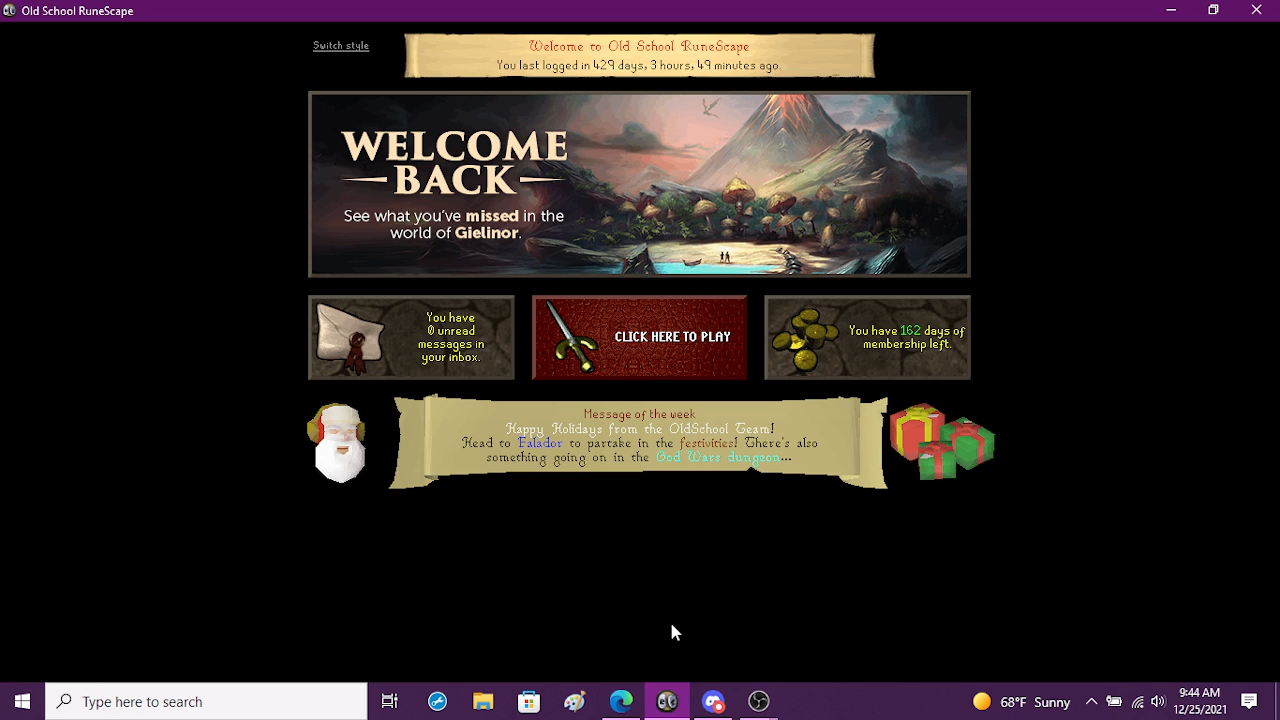 Old School RuneScape
Switch style
Welcome to Old School RuneScape
You last logged in 429 days, 3 hours, 49 minutes ago.
WELCOME
BACK
See what you've missed in the
world of Gielinor.
You have
0 unread
messages in
your inbox.
CLICK HERE TO PLAY
You have 162 days of
membership left.
Message of the week
Happy Holidays from the OldSchool Team!
Head to Falador to partake in the festivities! There's also
something going on in the God Wars dungeon...
Type here to search
68°F Sunny
9:44 AM
12/25/2021